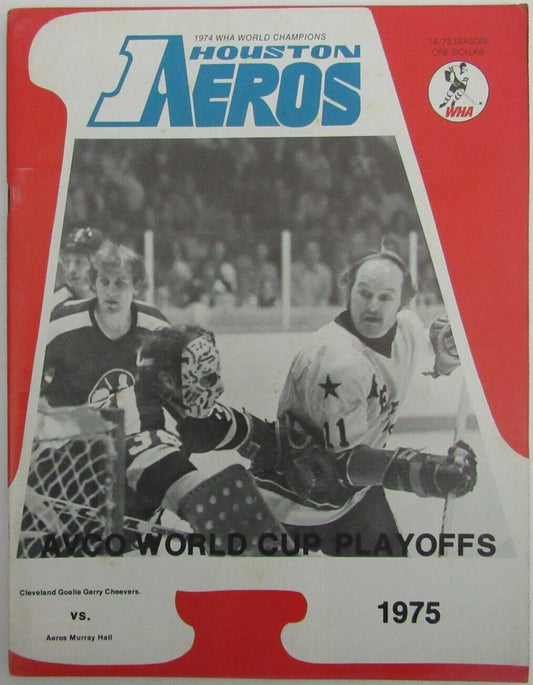 1974 WHA WORLD CHAMPIONS
HOUSTON
AEROS
74-75 SEASON
ONE DOLLAR
WHA
11
AVCO WORLD CUP PLAYOFFS
Cleveland Goalie Gerry Cheevers.
vs.
Aeros Murray Hall
1975